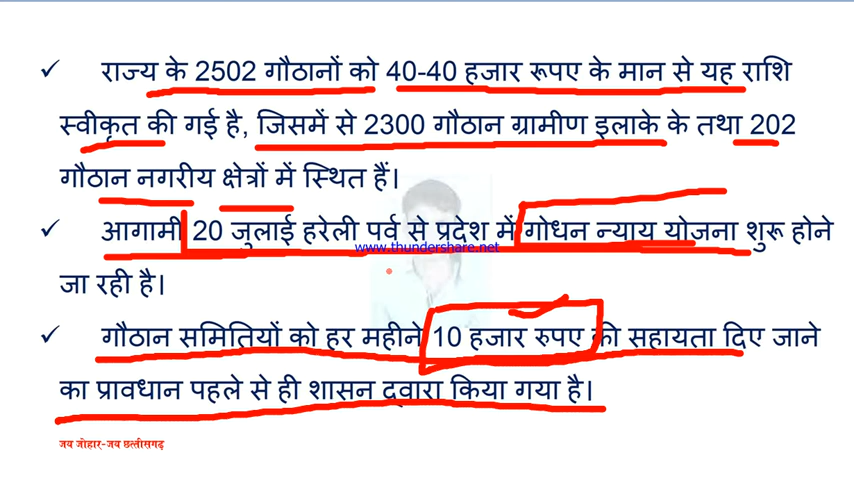 ✓ राज्य के 2502 गौठानों को 40-40 हजार रूपए के मान से यह राशि
स्वीकृत की गई है, जिसमें से 2300 गौठान ग्रामीण इलाके के तथा 202
गौठान नगरीय क्षेत्रों में स्थित हैं।
✓ आगामी 20 जुलाई हरेली पर्व से प्रदेश में गोधन न्याय योजना शुरू होने
www.thundershare.net
जा रही है।
✓ गौठान समितियों को हर महीने 10 हजार रुपए की सहायता दिए जाने
का प्रावधान पहले से ही शासन द्वारा किया गया है।
जय जोहार-जय छत्तीसगढ़